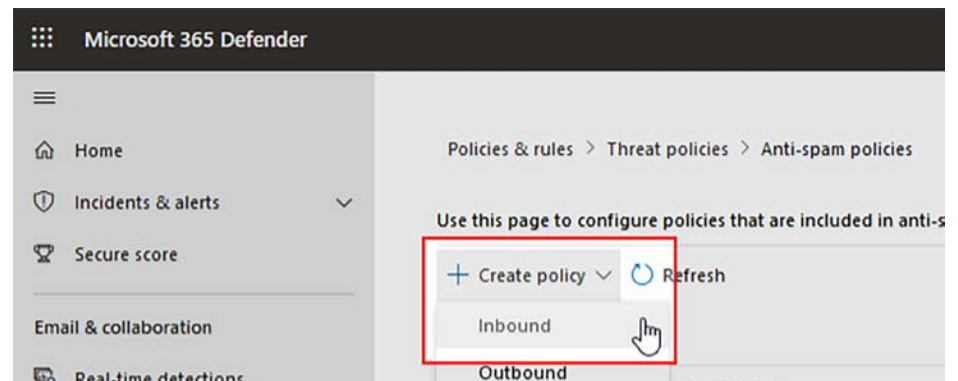 Microsoft 365 Defender
Home
Incidents & alerts
Secure score
Email & collaboration
Real-time detections
Policies & rules > Threat policies > Anti-spam policies
Use this page to configure policies that are included in anti-s
+ Create policy
Refresh
Inbound
Outbound